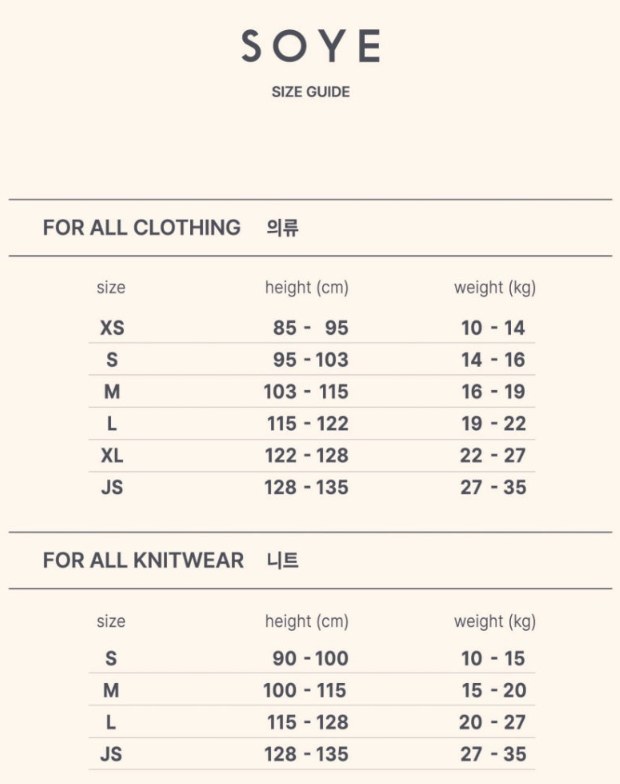 SOYE
SIZE GUIDE
FOR ALL CLOTHING 의류
size height (cm) weight (kg)
XS 85 - 95 10 - 14
S 95 - 103 14 - 16
M 103 - 115 16 - 19
L 115 - 122 19 - 22
XL 122 - 128 22 - 27
JS 128 - 135 27 - 35
FOR ALL KNITWEAR 니트
size height (cm) weight (kg)
S 90 - 100 10 - 15
M 100 - 115 15 - 20
L 115 - 128 20 - 27
JS 128 - 135 27 - 35